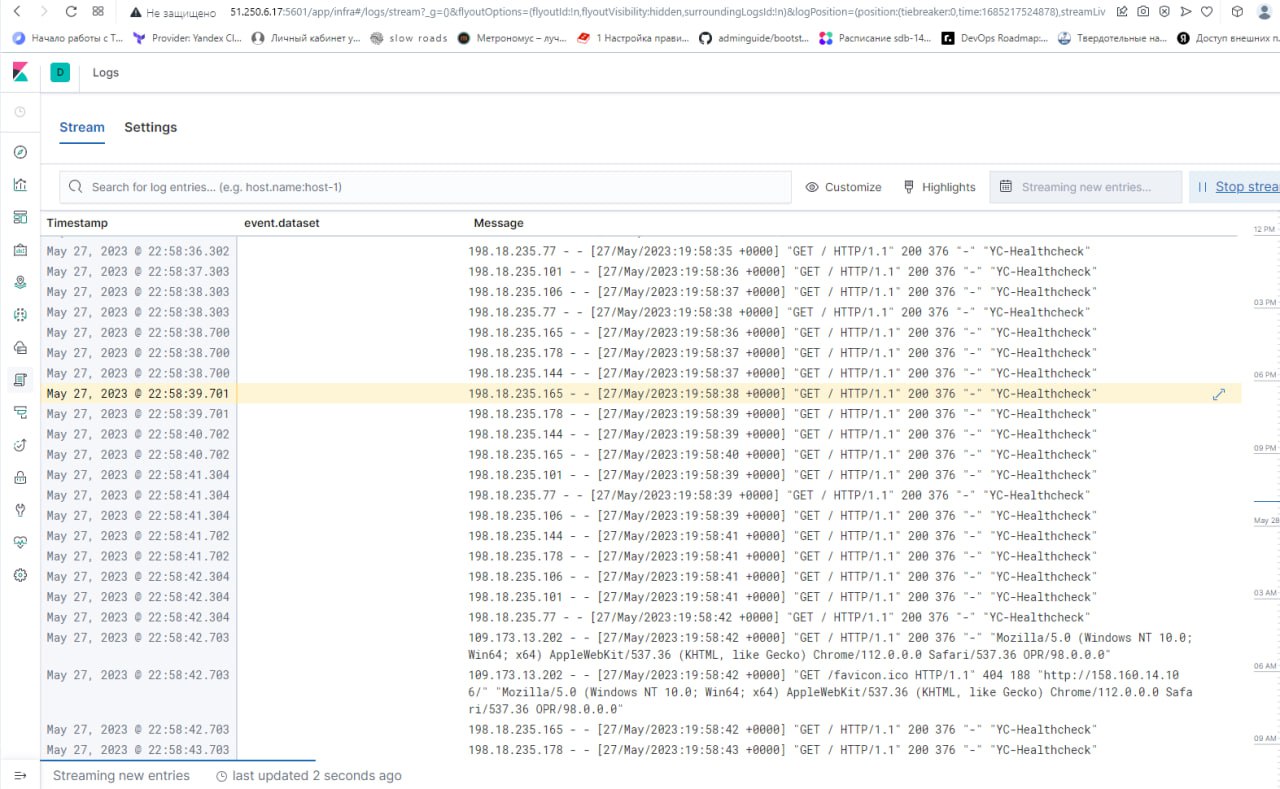 Не защищено 51.250.6.17:5601/app/infra#/logs/stream?_g=()&flyoutOptions=(flyoutId:!n,flyoutVisibility:hidden,surroundingLogsId:!n)&logPosition=(position:(tiebreaker:0,time:1685217524878),streamLiv
Начало работы с T... Provider: Yandex Cl... Личный кабинет у... slow roads Метрономус – луч... 1 Настройка прави... adminguide/bootst... Расписание sdb-14... DevOps Roadmap:... Твердотельные на... Доступ внешних п
D Logs
Stream Settings
Search for log entries... (e.g. host.name:host-1) Customize Highlights Streaming new entries... Stop strea
Timestamp event.dataset Message
12 PM
May 27, 2023 @ 22:58:36.302 198.18.235.77 - - [27/May/2023:19:58:35 +0000] "GET / HTTP/1.1" 200 376 "-" "YC-Healthcheck"
May 27, 2023 @ 22:58:37.303 198.18.235.101 - - [27/May/2023:19:58:36 +0000] "GET / HTTP/1.1" 200 376 "-" "YC-Healthcheck"
May 27, 2023 @ 22:58:38.303 198.18.235.106 - - [27/May/2023:19:58:37 +0000] "GET / HTTP/1.1" 200 376 "-" "YC-Healthcheck"
03 PM
May 27, 2023 @ 22:58:38.303 198.18.235.77 - - [27/May/2023:19:58:38 +0000] "GET / HTTP/1.1" 200 376 "-" "YC-Healthcheck"
May 27, 2023 @ 22:58:38.700 198.18.235.165 - - [27/May/2023:19:58:36 +0000] "GET / HTTP/1.1" 200 376 "-" "YC-Healthcheck"
May 27, 2023 @ 22:58:38.700 198.18.235.178 - - [27/May/2023:19:58:37 +0000] "GET / HTTP/1.1" 200 376 "-" "YC-Healthcheck"
May 27, 2023 @ 22:58:38.700 198.18.235.144 - - [27/May/2023:19:58:37 +0000] "GET / HTTP/1.1" 200 376 "-" "YC-Healthcheck"
06 PM
May 27, 2023 @ 22:58:39.701 198.18.235.165 - - [27/May/2023:19:58:38 +0000] "GET / HTTP/1.1" 200 376 "-" "YC-Healthcheck"
May 27, 2023 @ 22:58:39.701 198.18.235.178 - - [27/May/2023:19:58:39 +0000] "GET / HTTP/1.1" 200 376 "-" "YC-Healthcheck"
May 27, 2023 @ 22:58:40.702 198.18.235.144 - - [27/May/2023:19:58:39 +0000] "GET / HTTP/1.1" 200 376 "-" "YC-Healthcheck"
09 PM
May 27, 2023 @ 22:58:40.702 198.18.235.165 - - [27/May/2023:19:58:40 +0000] "GET / HTTP/1.1" 200 376 "-" "YC-Healthcheck"
May 27, 2023 @ 22:58:41.304 198.18.235.101 - - [27/May/2023:19:58:39 +0000] "GET / HTTP/1.1" 200 376 "-" "YC-Healthcheck"
May 27, 2023 @ 22:58:41.304 198.18.235.77 - - [27/May/2023:19:58:39 +0000] "GET / HTTP/1.1" 200 376 "-" "YC-Healthcheck"
May 27, 2023 @ 22:58:41.304 198.18.235.106 - - [27/May/2023:19:58:39 +0000] "GET / HTTP/1.1" 200 376 "-" "YC-Healthcheck"
May 28
May 27, 2023 @ 22:58:41.702 198.18.235.144 - - [27/May/2023:19:58:41 +0000] "GET / HTTP/1.1" 200 376 "-" "YC-Healthcheck"
May 27, 2023 @ 22:58:41.702 198.18.235.178 - - [27/May/2023:19:58:41 +0000] "GET / HTTP/1.1" 200 376 "-" "YC-Healthcheck"
May 27, 2023 @ 22:58:42.304 198.18.235.106 - - [27/May/2023:19:58:41 +0000] "GET / HTTP/1.1" 200 376 "-" "YC-Healthcheck"
03 AM
May 27, 2023 @ 22:58:42.304 198.18.235.101 - - [27/May/2023:19:58:41 +0000] "GET / HTTP/1.1" 200 376 "-" "YC-Healthcheck"
May 27, 2023 @ 22:58:42.304 198.18.235.77 - - [27/May/2023:19:58:42 +0000] "GET / HTTP/1.1" 200 376 "-" "YC-Healthcheck"
May 27, 2023 @ 22:58:42.703 109.173.13.202 - - [27/May/2023:19:58:42 +0000] "GET / HTTP/1.1" 200 376 "-" "Mozilla/5.0 (Windows NT 10.0;
Win64; x64) AppleWebKit/537.36 (KHTML, like Gecko) Chrome/112.0.0.0 Safari/537.36 OPR/98.0.0.0"
06 AM
May 27, 2023 @ 22:58:42.703 109.173.13.202 - - [27/May/2023:19:58:42 +0000] "GET /favicon.ico HTTP/1.1" 404 188 "http://158.160.14.10
6/" "Mozilla/5.0 (Windows NT 10.0; Win64; x64) AppleWebKit/537.36 (KHTML, like Gecko) Chrome/112.0.0.0 Safa
ri/537.36 OPR/98.0.0.0"
May 27, 2023 @ 22:58:42.703 198.18.235.165 - - [27/May/2023:19:58:42 +0000] "GET / HTTP/1.1" 200 376 "-" "YC-Healthcheck"
09 AM
May 27, 2023 @ 22:58:43.703 198.18.235.178 - - [27/May/2023:19:58:43 +0000] "GET / HTTP/1.1" 200 376 "-" "YC-Healthcheck"
Streaming new entries last updated 2 seconds ago